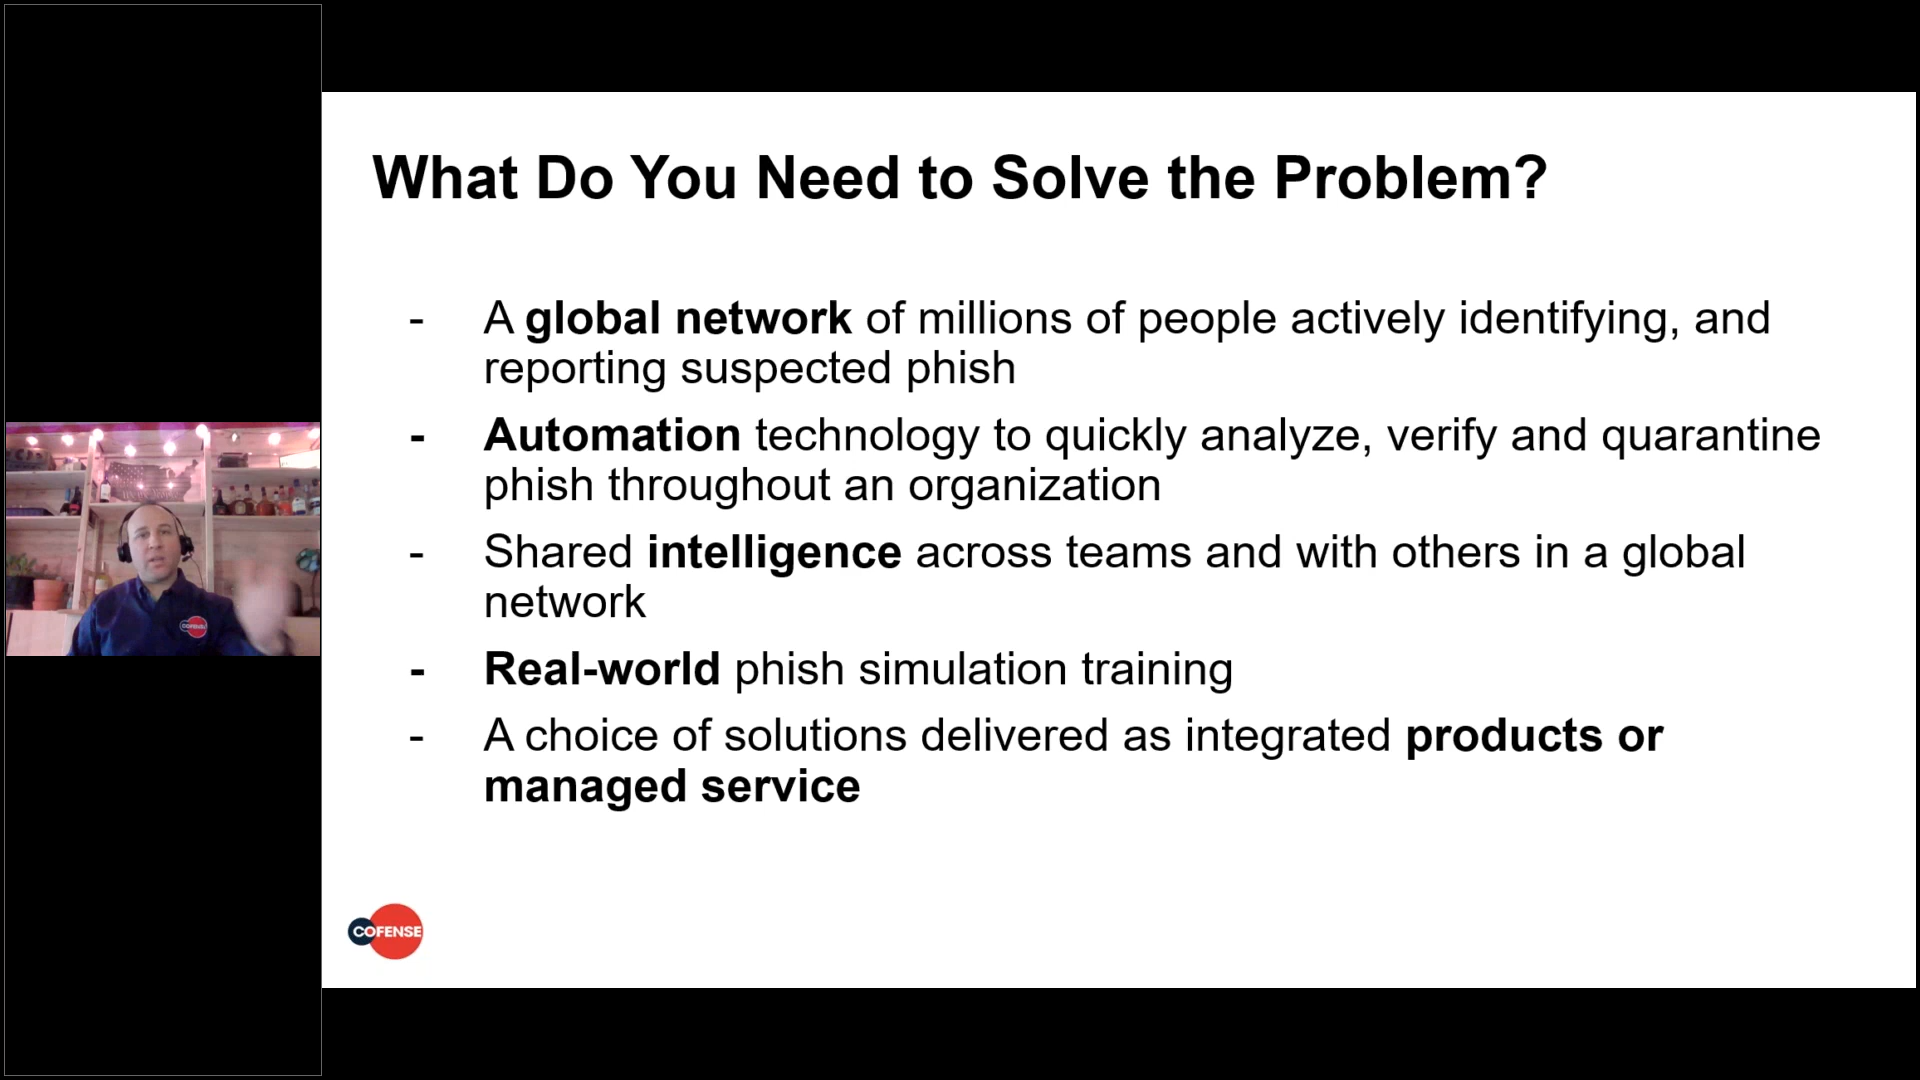 What Do You Need to Solve the Problem?
- A global network of millions of people actively identifying, and
reporting suspected phish
- Automation technology to quickly analyze, verify and quarantine
phish throughout an organization
- Shared intelligence across teams and with others in a global
network
- Real-world phish simulation training
- A choice of solutions delivered as integrated products or
managed service
COFENSE
COFENSE